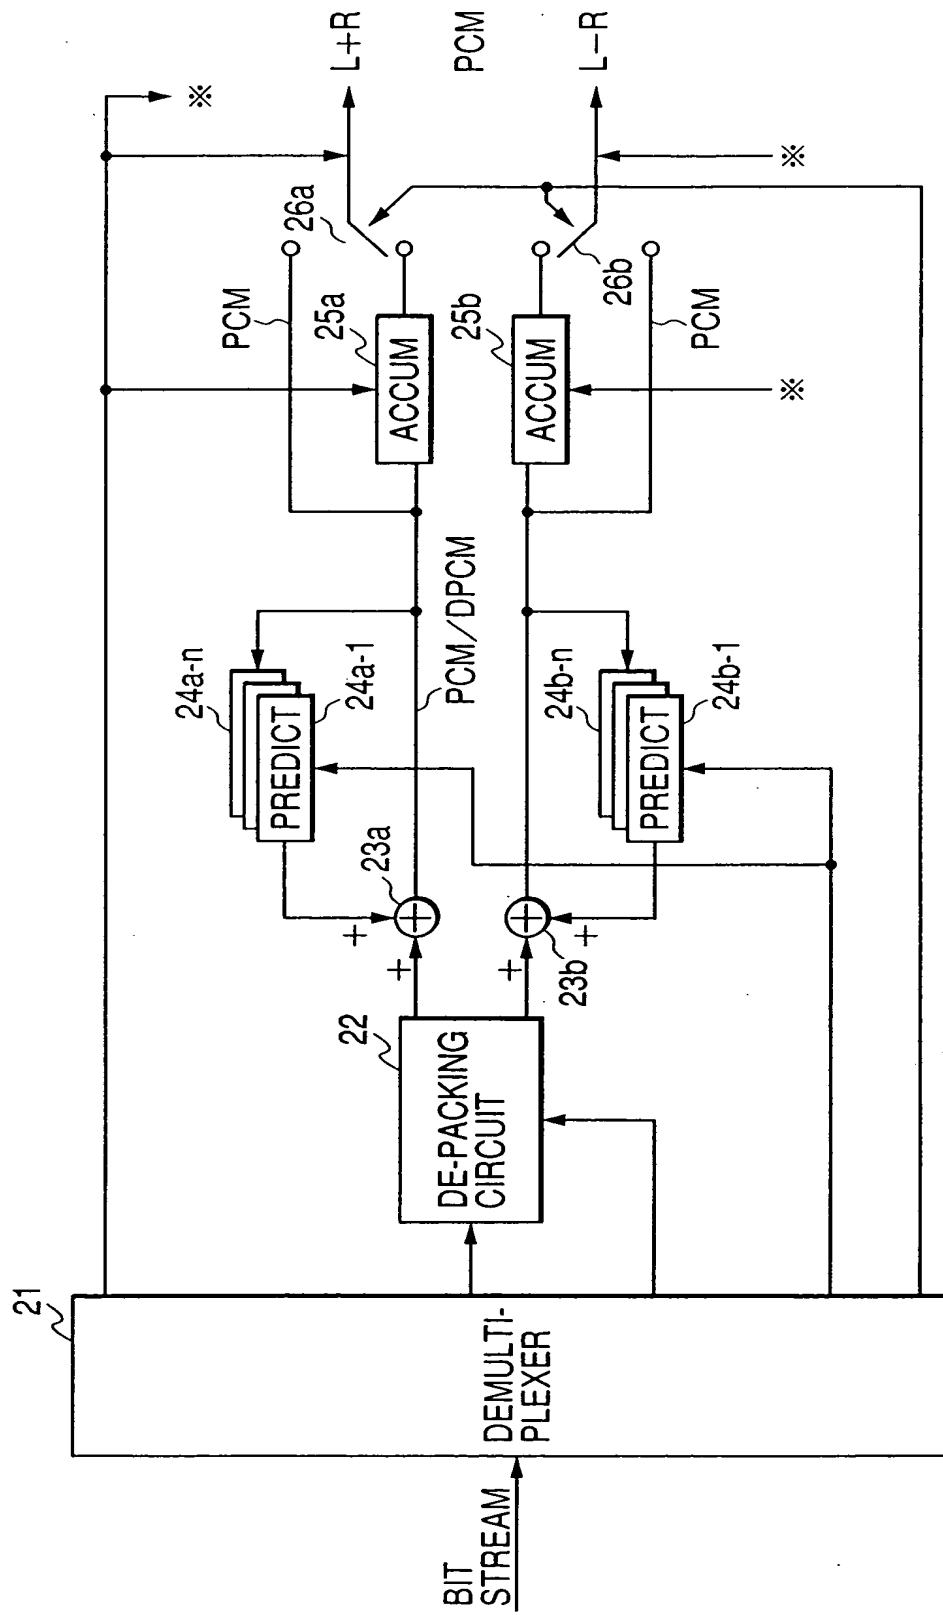 BIT
STREAM
21
DEMULTI-
PLEXER
22
DE-PACKING
CIRCUIT
+
+
23a
+
+
23b
24a-n
PREDICT
24a-1
24b-n
PREDICT
24b-1
PCM/DPCM
PCM
25a
ACCUM
25b
ACCUM
PCM
26a
26b
※
※
※
L+R
PCM
L−R